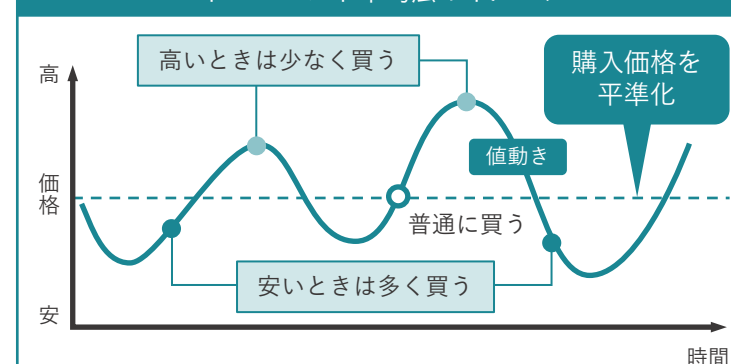 高いときは少なく買う
購入価格を
平準化
高
値動き
価格
普通に買う
安いときは多く買う
安
時間